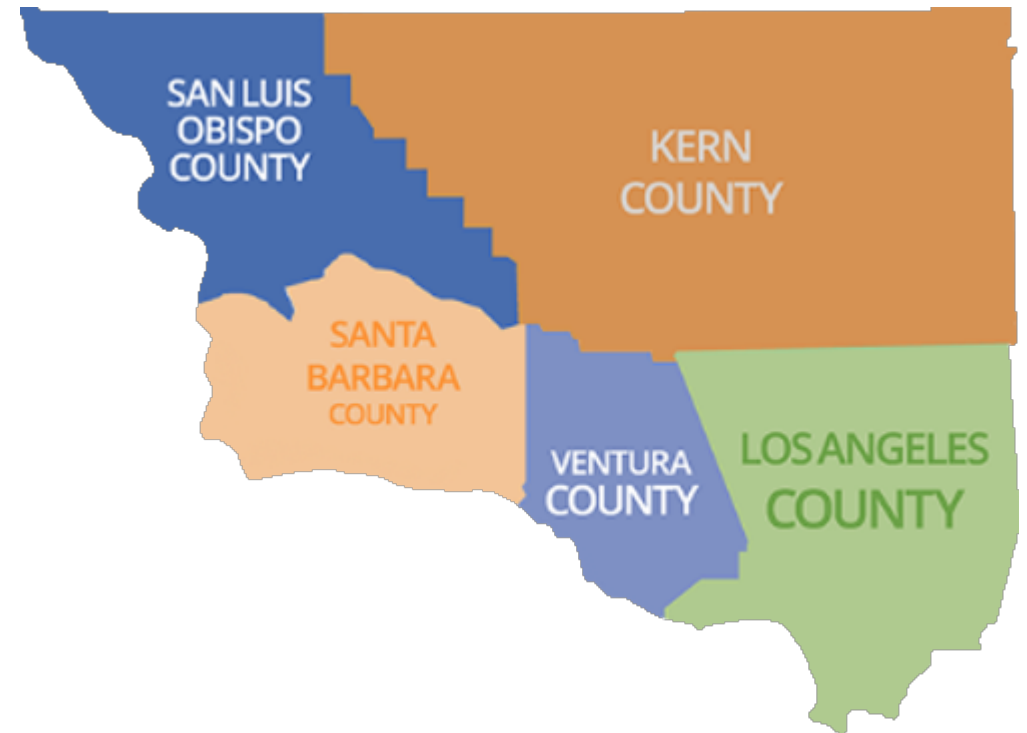 SAN LUIS
OBISPO
COUNTY
KERN
COUNTY
SANTA
BARBARA
COUNTY
VENTURA
COUNTY
LOS ANGELES
COUNTY